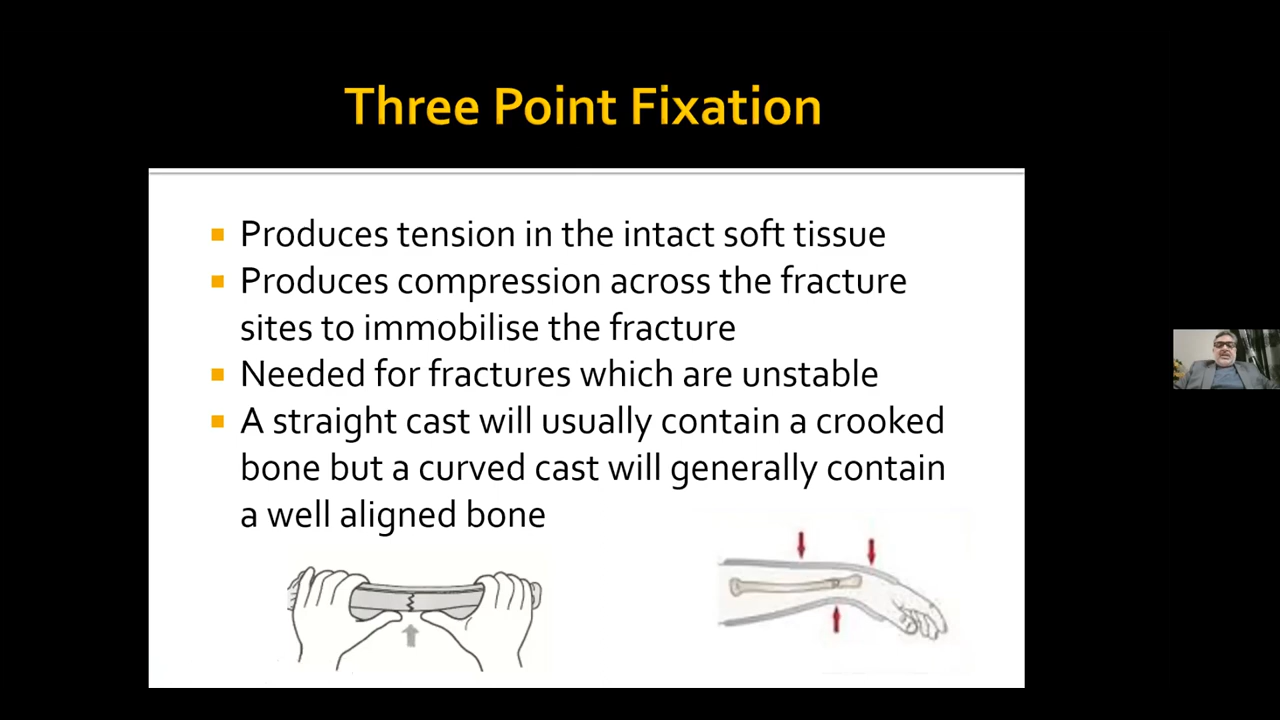 Three Point Fixation
Produces tension in the intact soft tissue
Produces compression across the fracture
sites to immobilise the fracture
Needed for fractures which are unstable
A straight cast will usually contain a crooked
bone but a curved cast will generally contain
a well aligned bone